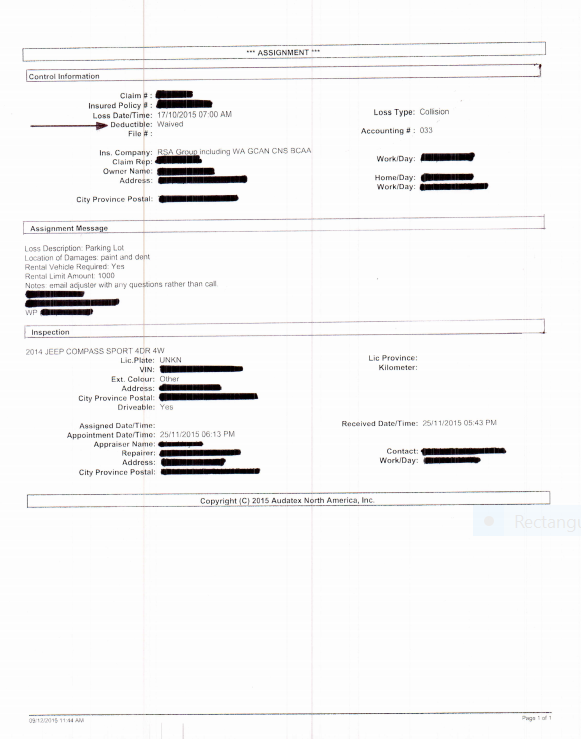 *** ASSIGNMENT ***
Control Information
Claim # :
Insured Policy # :
Loss Date/Time: 17/10/2015 07:00 AM Loss Type: Collision
Deductible: Waived
File # : Accounting # : 033
Ins. Company: RSA Group including WA GCAN CNS BCAA
Claim Rep: Work/Day:
Owner Name:
Address: Home/Day:
Work/Day:
City Province Postal:
Assignment Message
Loss Description: Parking Lot
Location of Damages: paint and dent
Rental Vehicle Required: Yes
Rental Limit Amount: 1000
Notes: email adjuster with any questions rather than call.
WP
Inspection
2014 JEEP COMPASS SPORT 4DR 4W
Lic.Plate: UNKN Lic Province:
VIN: Kilometer:
Ext. Colour: Other
Address:
City Province Postal:
Driveable: Yes
Assigned Date/Time: Received Date/Time: 25/11/2015 05:43 PM
Appointment Date/Time: 25/11/2015 06:13 PM
Appraiser Name:
Repairer: Contact:
Address: Work/Day:
City Province Postal:
Copyright (C) 2015 Audatex North America, Inc.
Rectangu
09/12/2015 11:44 AM Page 1 of 1